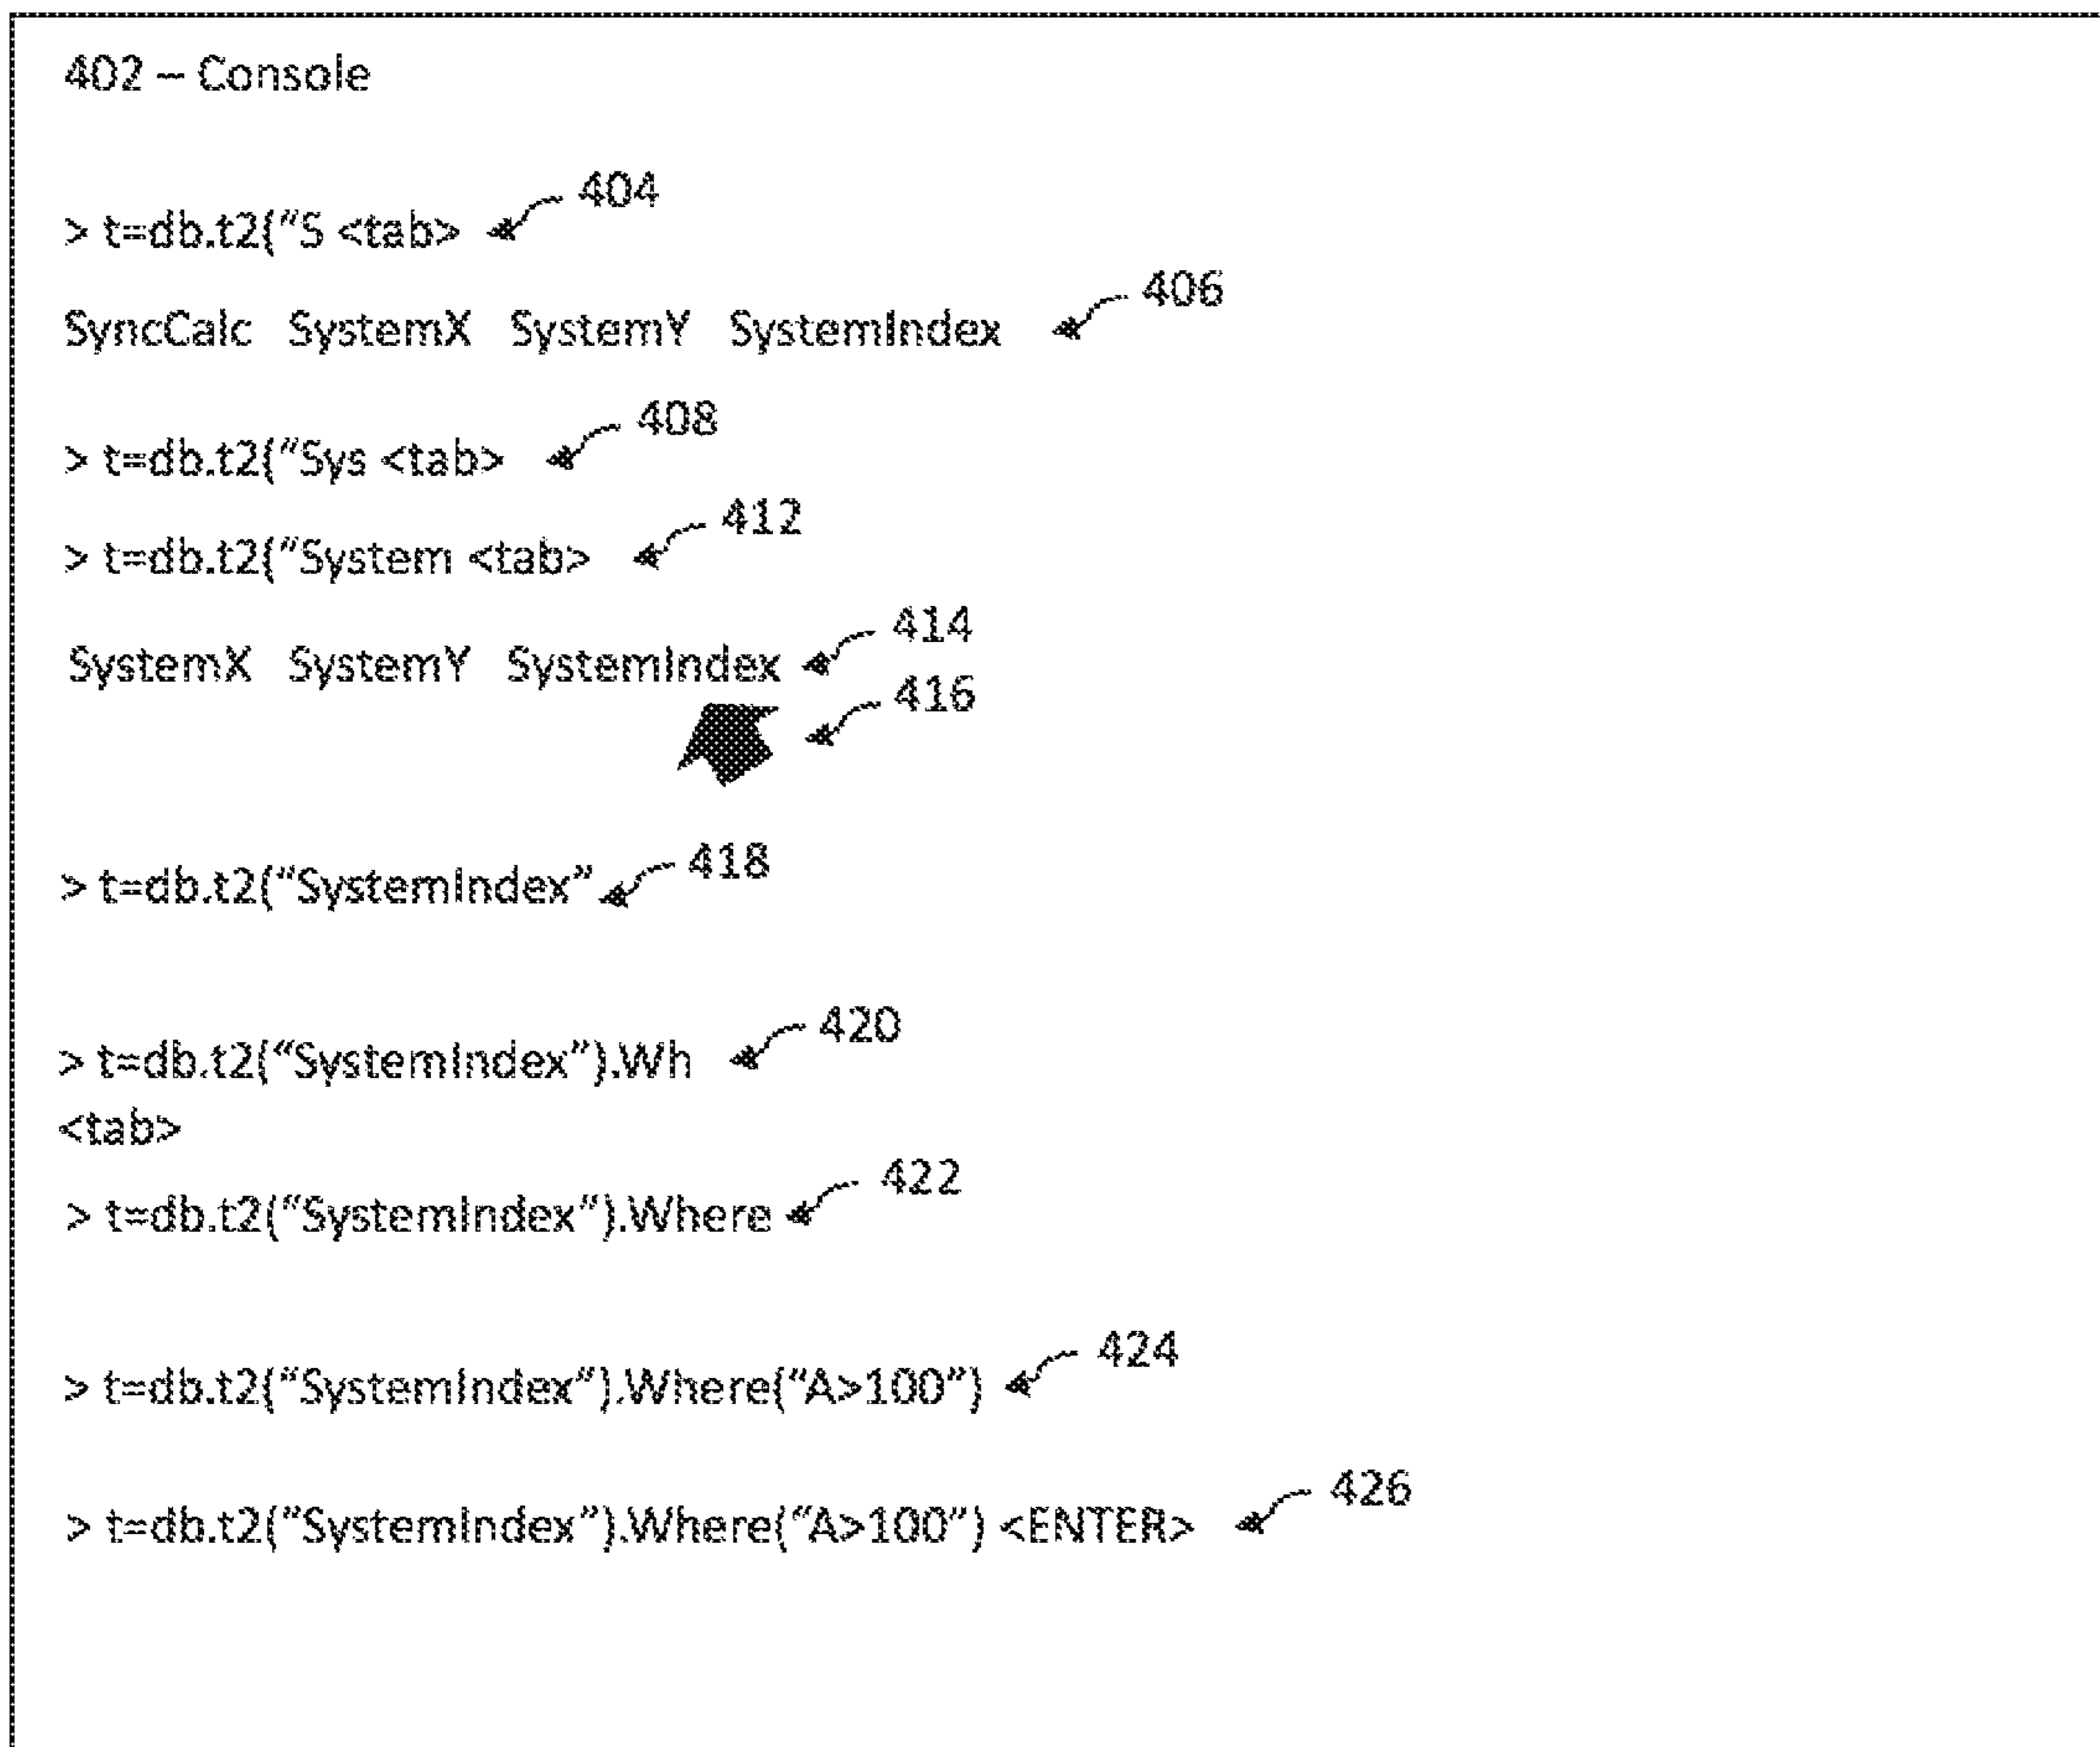 402 – Console
> t=db.t2(“S <tab> 404
SyncCalc SystemX SystemY SystemIndex 406
> t=db.t2(“Sys <tab> 408
> t=db.t2(“System <tab> 412
SystemX SystemY SystemIndex 414
416
> t=db.t2(“SystemIndex” 418
> t=db.t2(“SystemIndex”).Wh 420
<tab>
> t=db.t2(“SystemIndex”).Where 422
> t=db.t2(“SystemIndex”).Where(“A>100”) 424
> t=db.t2(“SystemIndex”).Where(“A>100”) <ENTER> 426